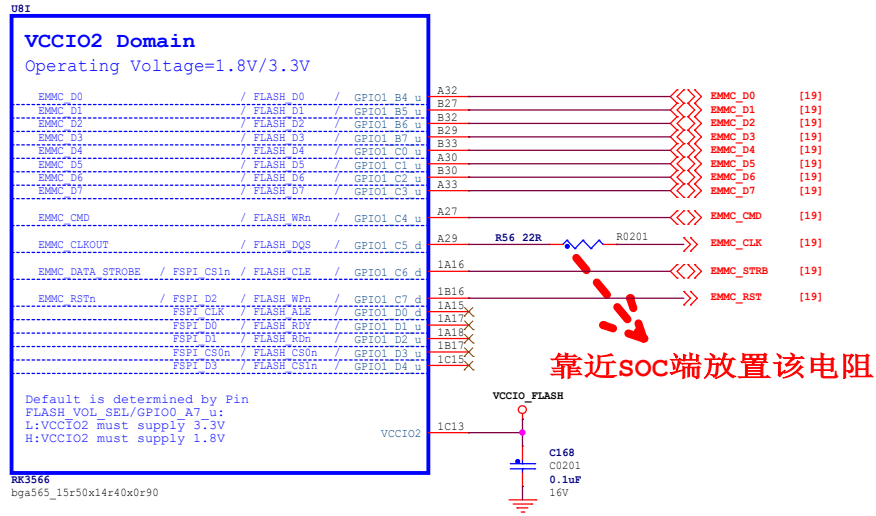 U8I
VCCIO2 Domain
Operating Voltage=1.8V/3.3V
EMMC_D0 / FLASH_D0 / GPIO1_B4_u A32 EMMC_D0 [19]
EMMC_D1 / FLASH_D1 / GPIO1_B5_u B27 EMMC_D1 [19]
EMMC_D2 / FLASH_D2 / GPIO1_B6_u B32 EMMC_D2 [19]
EMMC_D3 / FLASH_D3 / GPIO1_B7_u B29 EMMC_D3 [19]
EMMC_D4 / FLASH_D4 / GPIO1_C0_u B33 EMMC_D4 [19]
EMMC_D5 / FLASH_D5 / GPIO1_C1_u A30 EMMC_D5 [19]
EMMC_D6 / FLASH_D6 / GPIO1_C2_u B30 EMMC_D6 [19]
EMMC_D7 / FLASH_D7 / GPIO1_C3_u A33 EMMC_D7 [19]
EMMC_CMD / FLASH_WRn / GPIO1_C4_u A27 EMMC_CMD [19]
EMMC_CLKOUT / FLASH_DQS / GPIO1_C5_d A29 R56 22R R0201 EMMC_CLK [19]
EMMC_DATA_STROBE / FSPI_CS1n / FLASH_CLE / GPIO1_C6_d 1A16 EMMC_STRB [19]
EMMC_RSTn / FSPI_D2 / FLASH_WPn / GPIO1_C7_d 1B16 EMMC_RST [19]
FSPI_CLK / FLASH_ALE / GPIO1_D0_d 1A15
FSPI_D0 / FLASH_RDY / GPIO1_D1_u 1A17
FSPI_D1 / FLASH_RDn / GPIO1_D2_u 1A18
FSPI_CS0n / FLASH_CS0n / GPIO1_D3_u 1B17
FSPI_D3 / FLASH_CS1n / GPIO1_D4_u 1C15
靠近SOC端放置该电阻
Default is determined by Pin
FLASH_VOL_SEL/GPIO0_A7_u:
L:VCCIO2 must supply 3.3V
H:VCCIO2 must supply 1.8V
VCCIO2 1C13
VCCIO_FLASH
C168
C0201
0.1uF
16V
RK3566
bga565_15r50x14r40x0r90